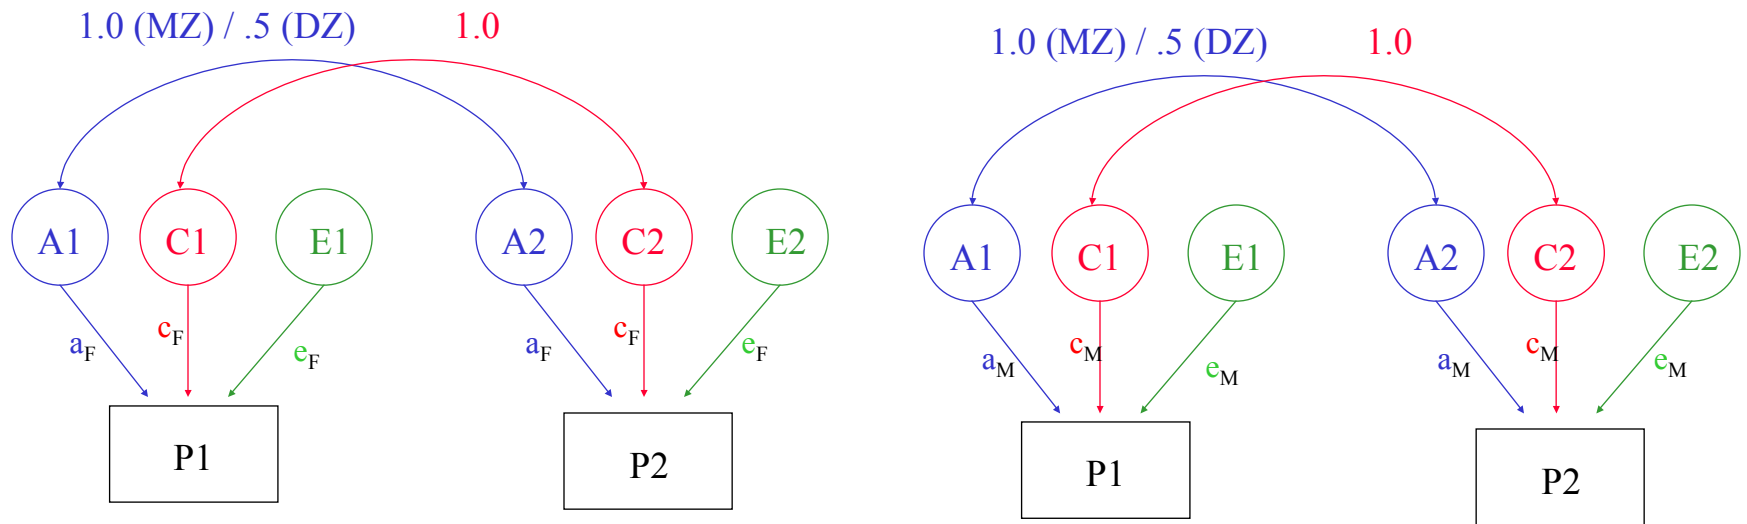 1.0 (MZ) / .5 (DZ) 1.0
A1 C1 E1 A2 C2 E2
aF cF eF aF cF eF
P1 P2
1.0 (MZ) / .5 (DZ) 1.0
A1 C1 E1 A2 C2 E2
aM cM eM aM cM eM
P1 P2